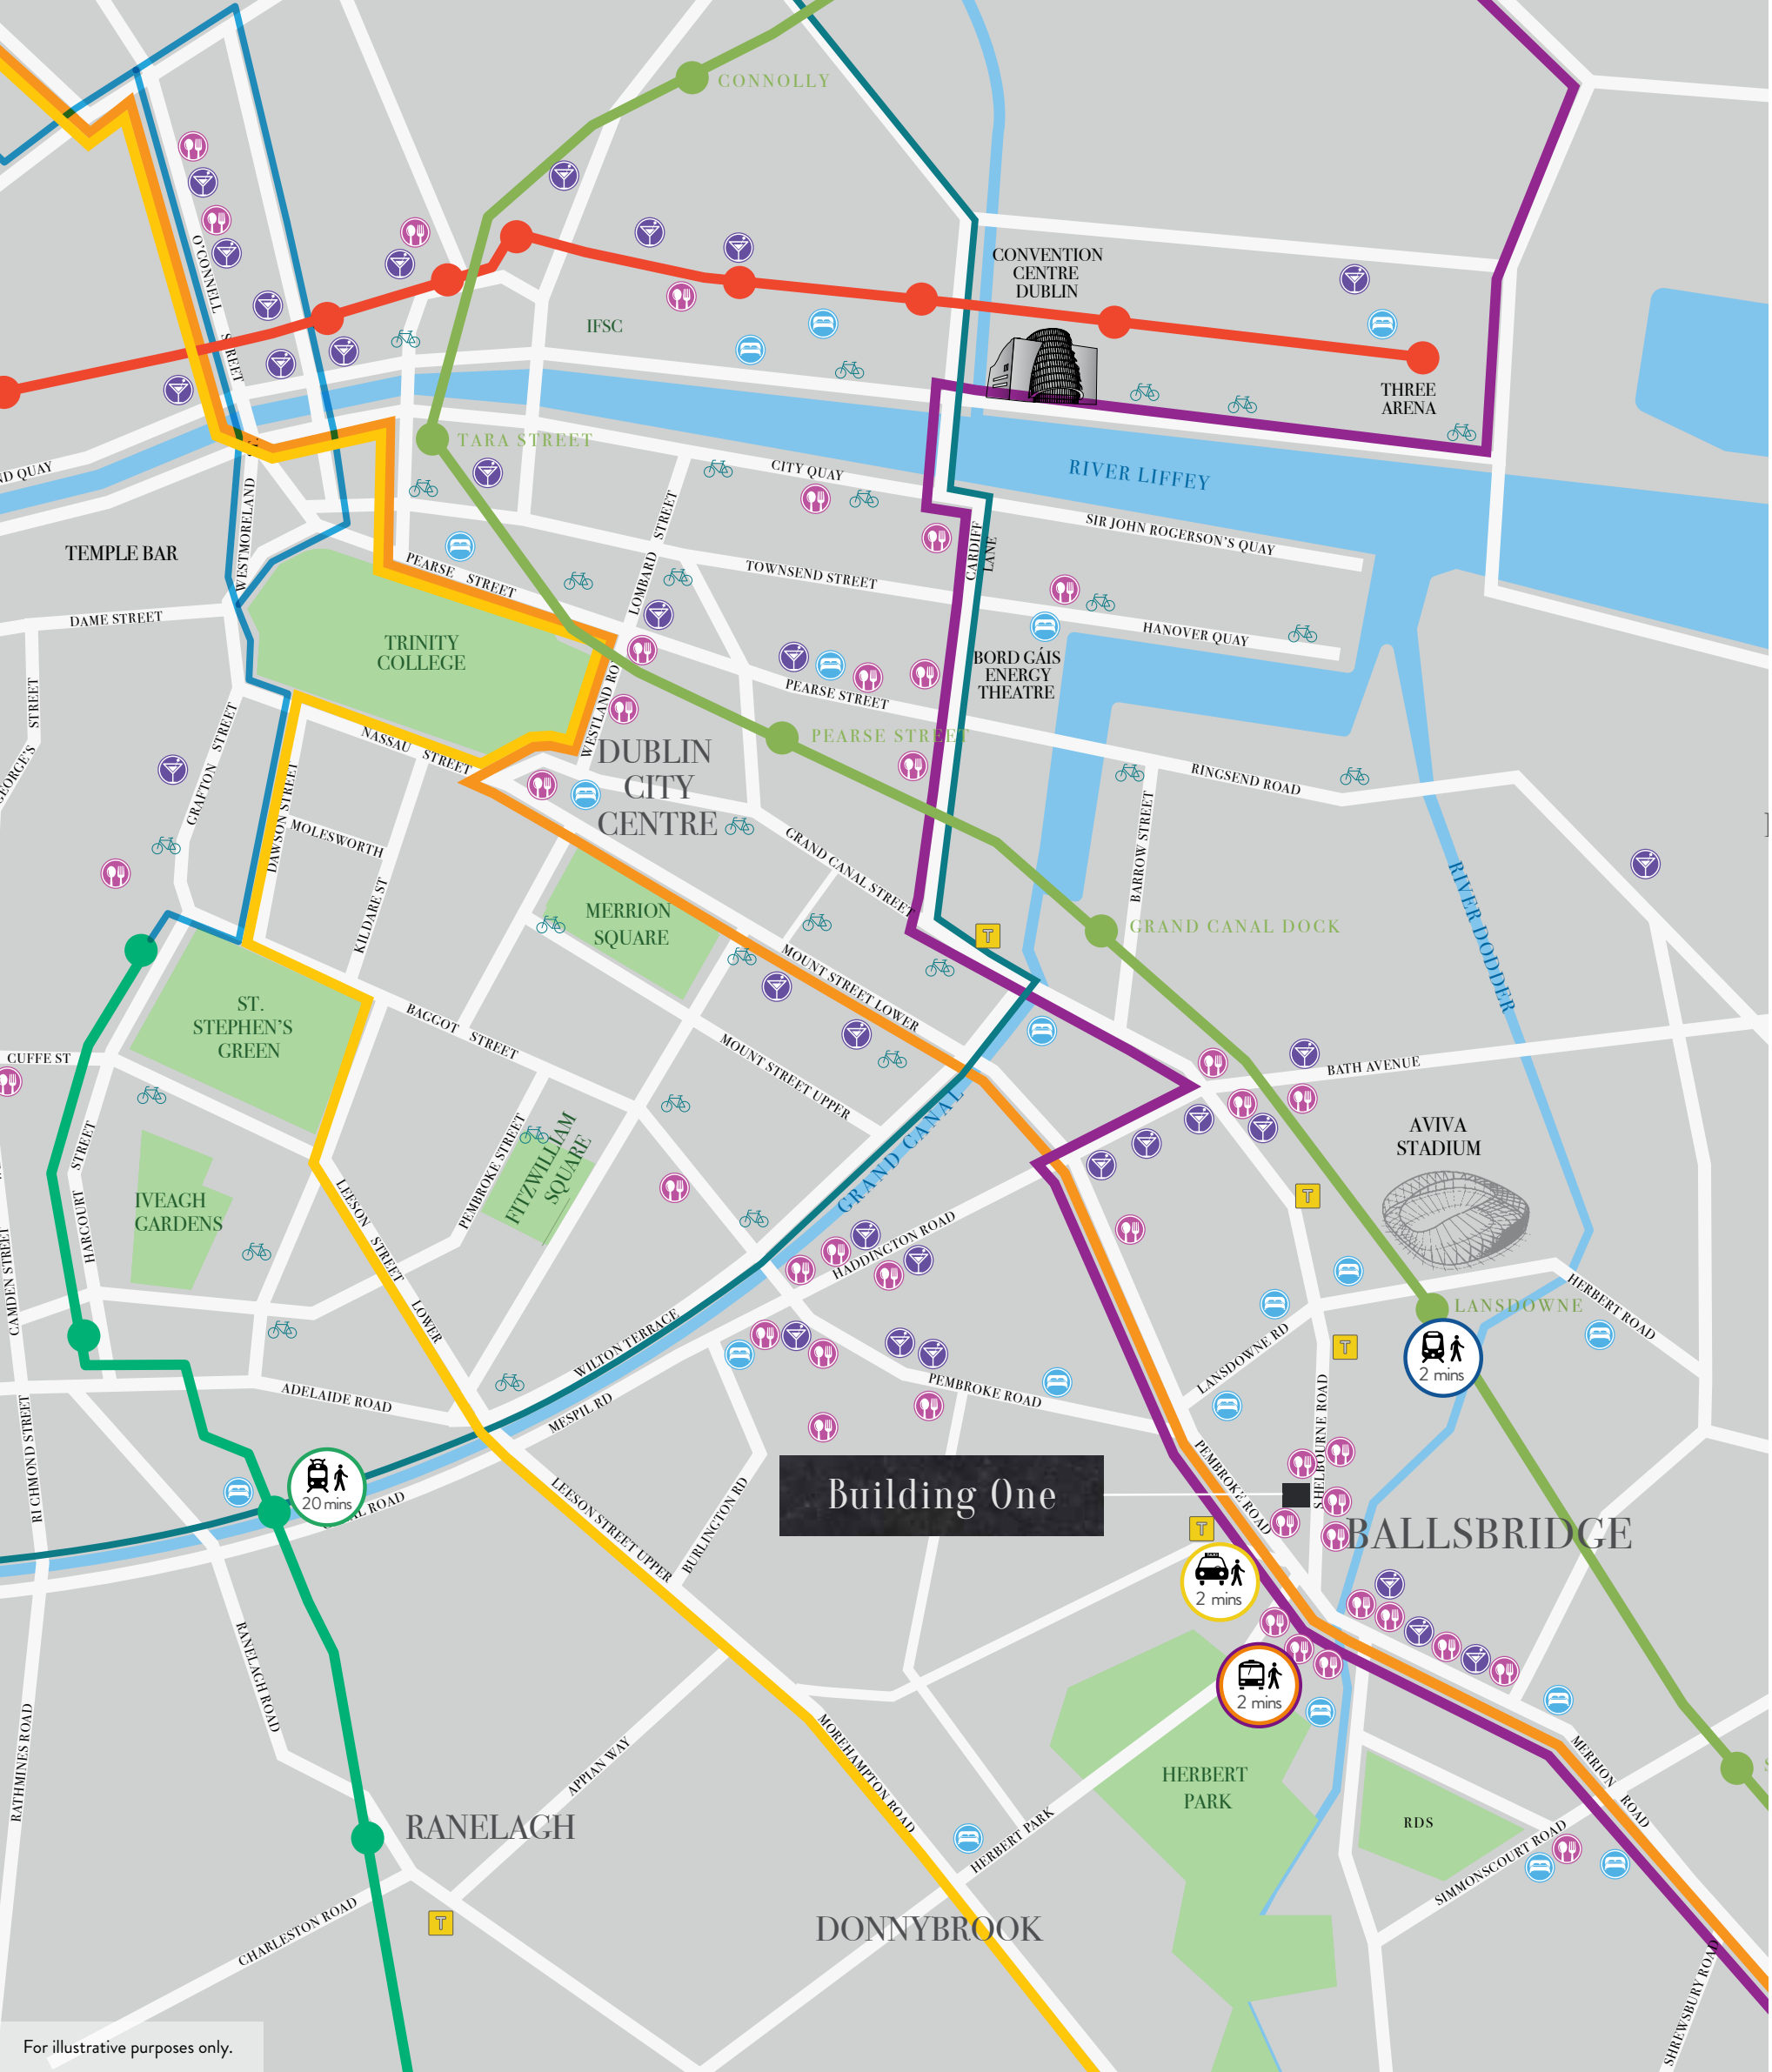 CONNOLLY
O'CONNELL
STREET
CONVENTION
CENTRE
DUBLIN
IFSC
THREE
ARENA
TARA STREET
CITY QUAY
RIVER LIFFEY
SIR JOHN ROGERSON'S QUAY
CARDIFF
LANE
TEMPLE BAR
WESTMORELAND
PEARSE STREET
LOMBARD STREET
TOWNSEND STREET
HANOVER QUAY
DAME STREET
TRINITY
COLLEGE
BORD GÁIS
ENERGY
THEATRE
PEARSE STREET
PEARSE STREET
NASSAU STREET
DUBLIN
CITY
CENTRE
RINGSEND ROAD
GRAFTON STREET
DAWSON STREET
MOLESWORTH
KILDARE ST
GRAND CANAL STREET
BARROW STREET
RIVER DODDER
MERRION
SQUARE
GRAND CANAL DOCK
T
MOUNT STREET LOWER
ST.
STEPHEN'S
GREEN
BAGGOT STREET
MOUNT STREET UPPER
CUFFE ST
BATH AVENUE
GRAND CANAL
AVIVA
STADIUM
PEMBROKE STREET
FITZWILLIAM
SQUARE
HARCOURT STREET
IVEAGH
GARDENS
T
LEESON STREET LOWER
HADDINGTON ROAD
CAMDEN STREET
LANSDOWNE
HERBERT ROAD
LANSDOWNE RD
T
2 mins
WILTON TERRACE
MESPIL RD
ADELAIDE ROAD
PEMBROKE ROAD
RICHMOND STREET
SHELBOURNE ROAD
20 mins
LEESON STREET UPPER
BURLINGTON RD
Building One
PEMBROKE ROAD
T
BALLSBRIDGE
2 mins
2 mins
RANELAGH ROAD
RATHMINES ROAD
APPIAN WAY
MOREHAMPTON ROAD
MERRION ROAD
HERBERT
PARK
RDS
RANELAGH
HERBERT PARK
SIMMONSCOURT ROAD
CHARLESTON ROAD
T
DONNYBROOK
SHREWSBURY ROAD
For illustrative purposes only.